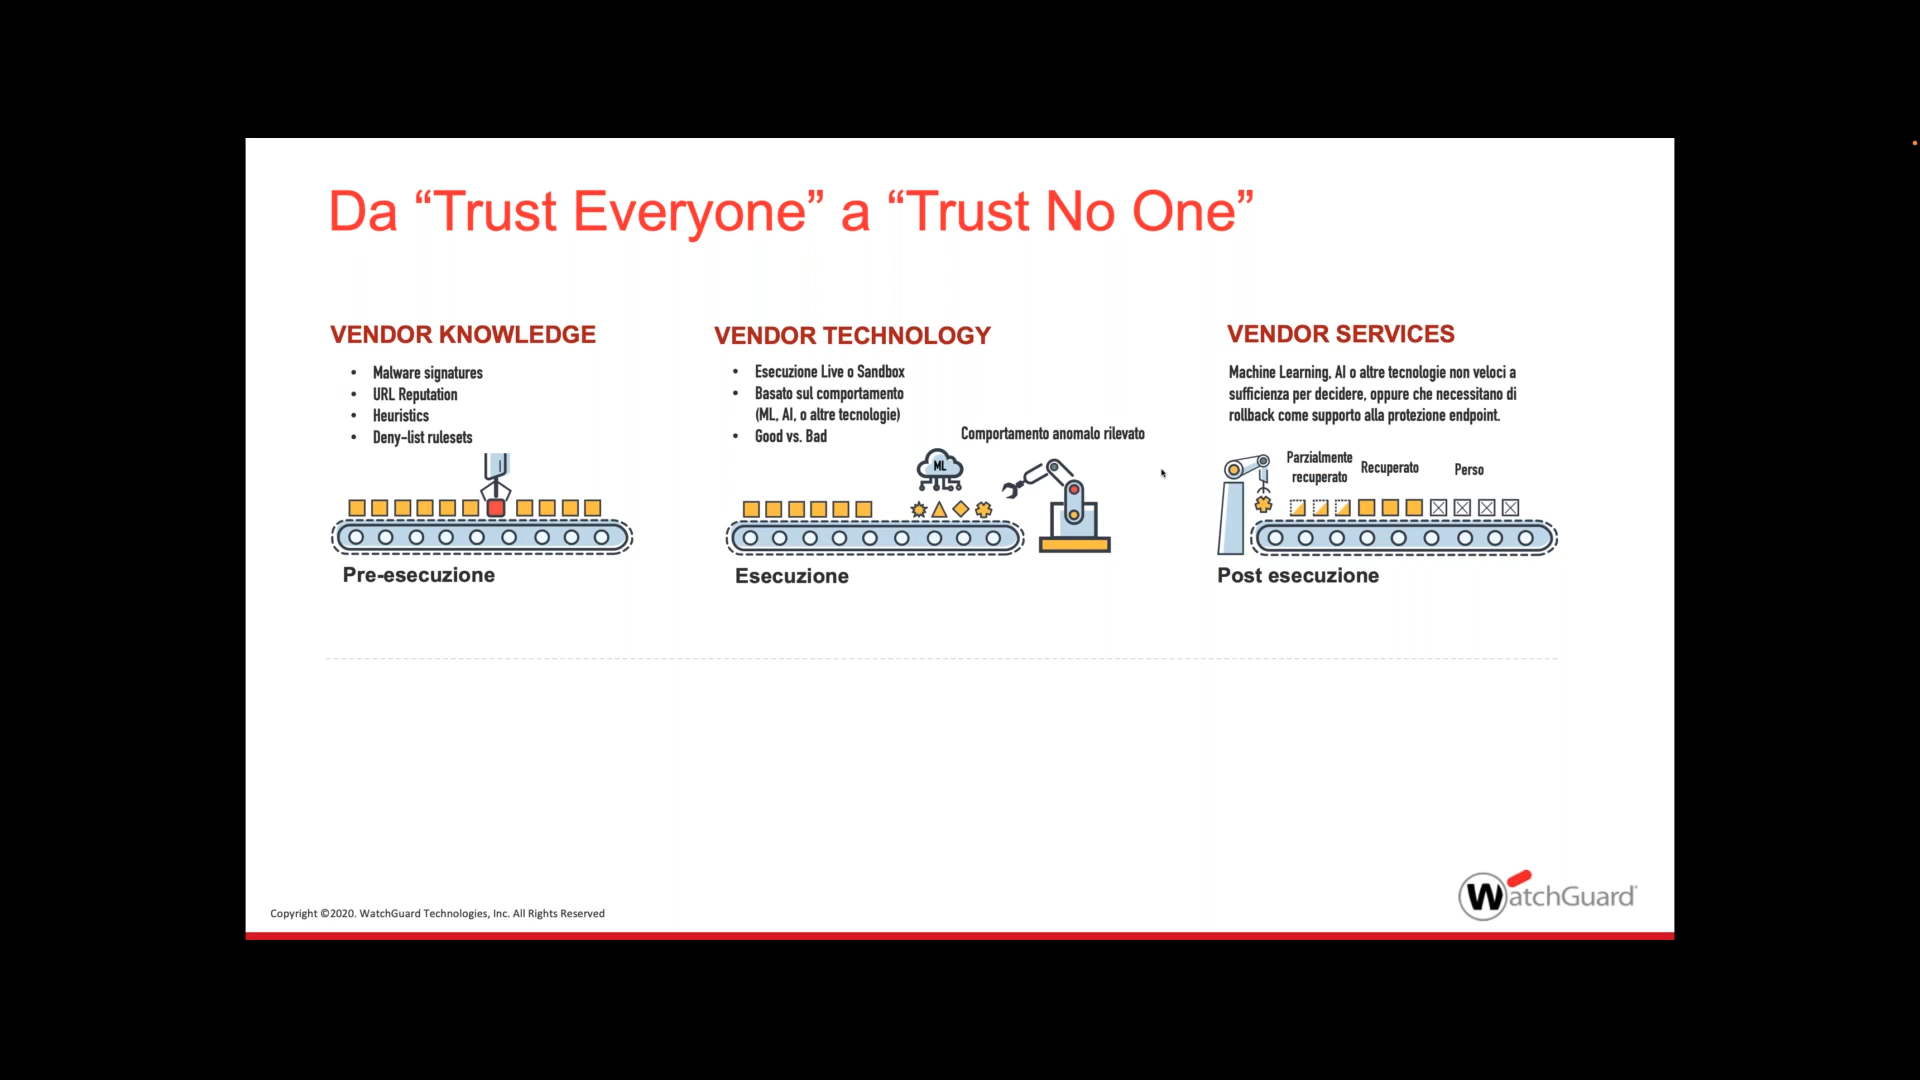 Da “Trust Everyone” a “Trust No One”
VENDOR KNOWLEDGE
• Malware signatures
• URL Reputation
• Heuristics
• Deny-list rulesets
Pre-esecuzione
VENDOR TECHNOLOGY
• Esecuzione Live o Sandbox
• Basato sul comportamento
(ML, AI, o altre tecnologie)
• Good vs. Bad
Comportamento anomalo rilevato
ML
Esecuzione
VENDOR SERVICES
Machine Learning, AI o altre tecnologie non veloci a
sufficienza per decidere, oppure che necessitano di
rollback come supporto alla protezione endpoint.
Parzialmente
recuperato
Recuperato
Perso
Post esecuzione
Copyright ©2020. WatchGuard Technologies, Inc. All Rights Reserved
WatchGuard